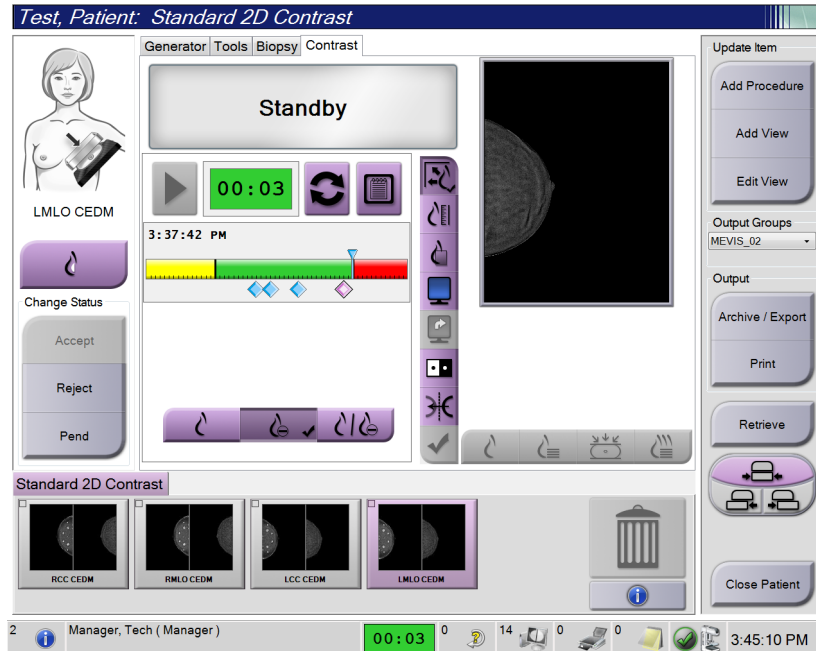 Test, Patient: Standard 2D Contrast
Generator Tools Biopsy Contrast
Standby
00:03
3:37:42 PM
LMLO CEDM
Change Status
Accept
Reject
Pend
Update Item
Add Procedure
Add View
Edit View
Output Groups
MEVIS_02
Output
Archive / Export
Print
Retrieve
Close Patient
Standard 2D Contrast
RCC CEDM
RMLO CEDM
LCC CEDM
LMLO CEDM
2 Manager, Tech ( Manager ) 00:03 0 14 0 0 3:45:10 PM